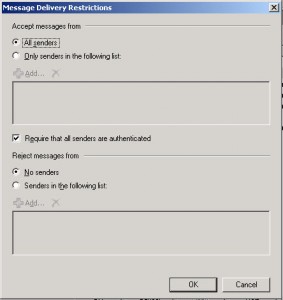 Message Delivery Restrictions
Accept messages from
All senders
Only senders in the following list:
Add...
Require that all senders are authenticated
Reject messages from
No senders
Senders in the following list:
Add...
OK
Cancel